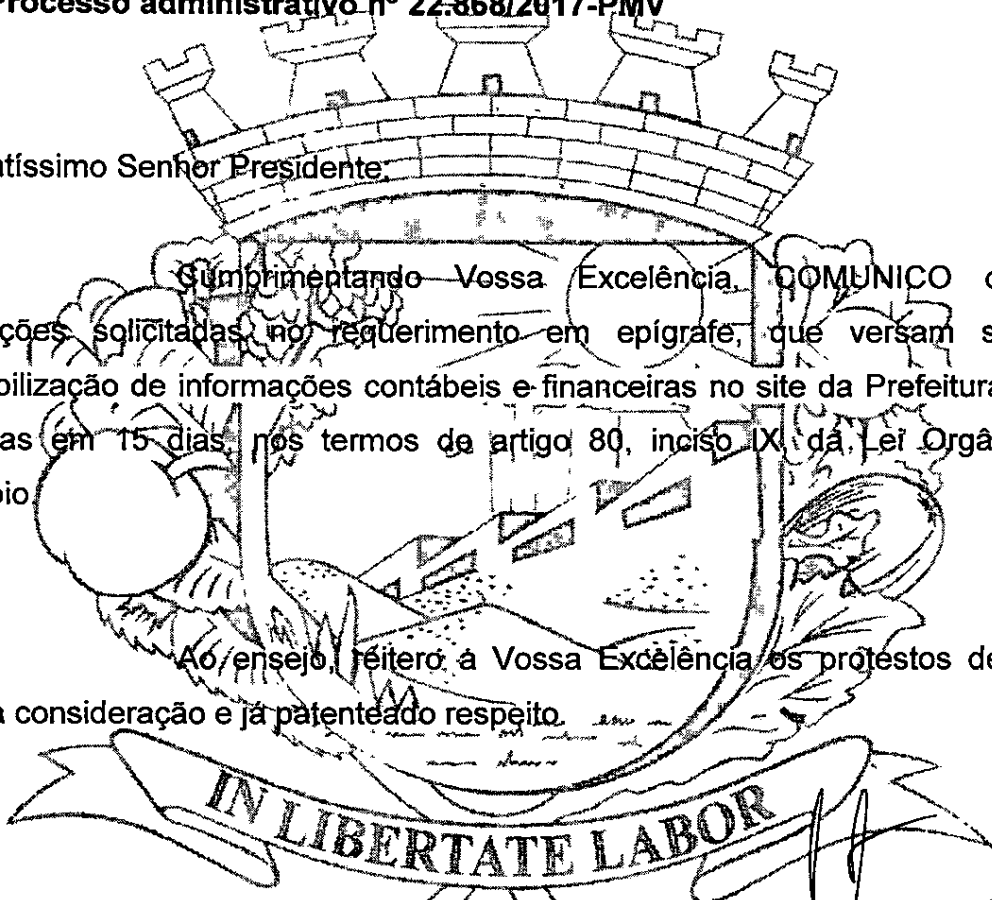 Processo administrativo nº 22.868/2017-PMV
tíssimo Senhor Presidente:
Cumprimentando Vossa Excelência, COMUNICO
ções solicitadas no requerimento em epígrafe, que versam s
bilização de informações contábeis e financeiras no site da Prefeitura
as em 15 dias, nos termos do artigo 80, inciso IX da Lei Orgâ
pio.
Ao ensejo, reitero a Vossa Excelência os protestos de
a consideração e já patenteado respeito.
IN LIBERTATE LABOR